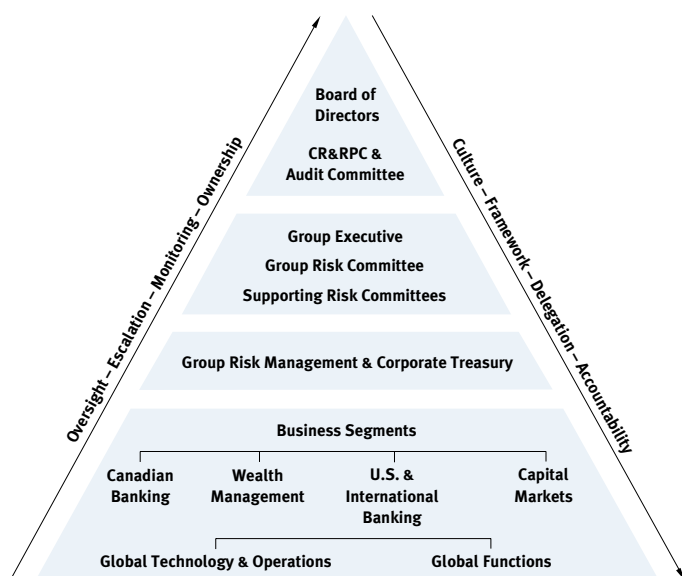 Board of
Directors
CR&RPC &
Audit Committee
Oversight – Escalation – Monitoring – Ownership
Culture – Framework – Delegation – Accountability
Group Executive
Group Risk Committee
Supporting Risk Committees
Group Risk Management & Corporate Treasury
Business Segments
Canadian
Banking
Wealth
Management
U.S. &
International
Banking
Capital
Markets
Global Technology & Operations
Global Functions